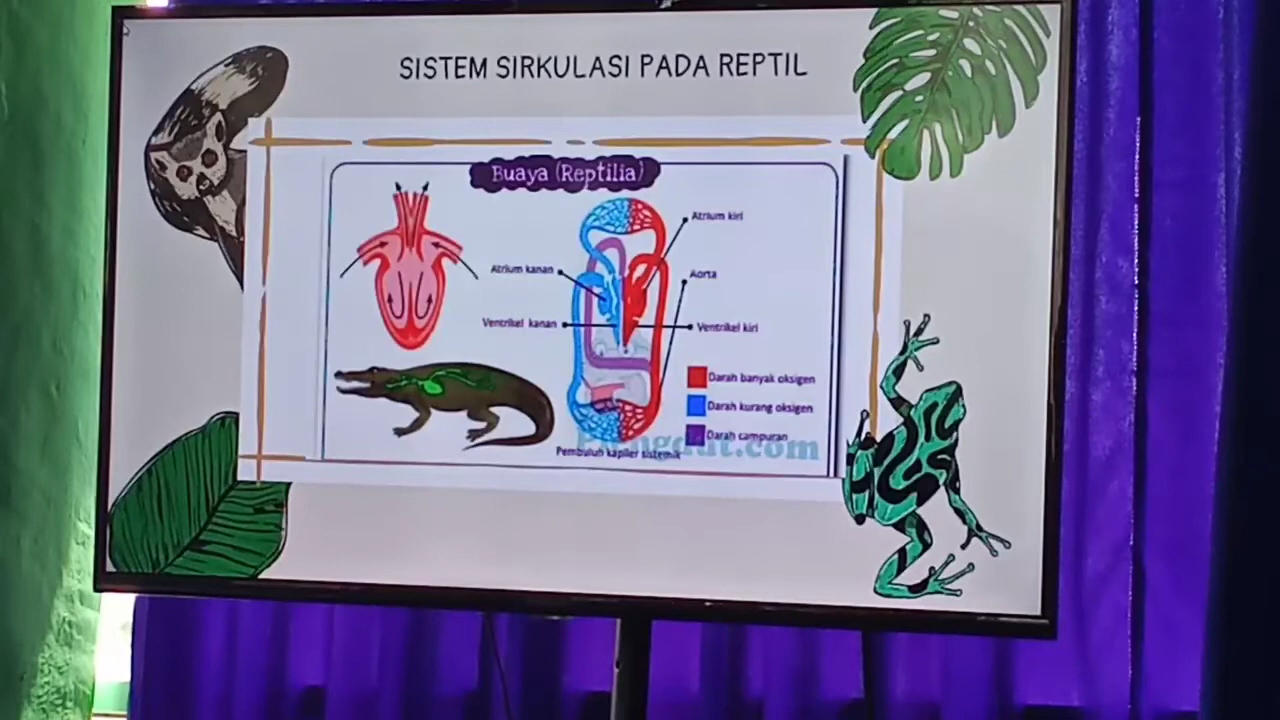 SISTEM SIRKULASI PADA REPTIL
Buaya (Reptilia)
Atrium kiri
Atrium kanan
Aorta
Ventrikel kanan
Ventrikel kiri
Darah banyak oksigen
Darah kurang oksigen
Darah campuran
Pembuluh kapiler sistemik